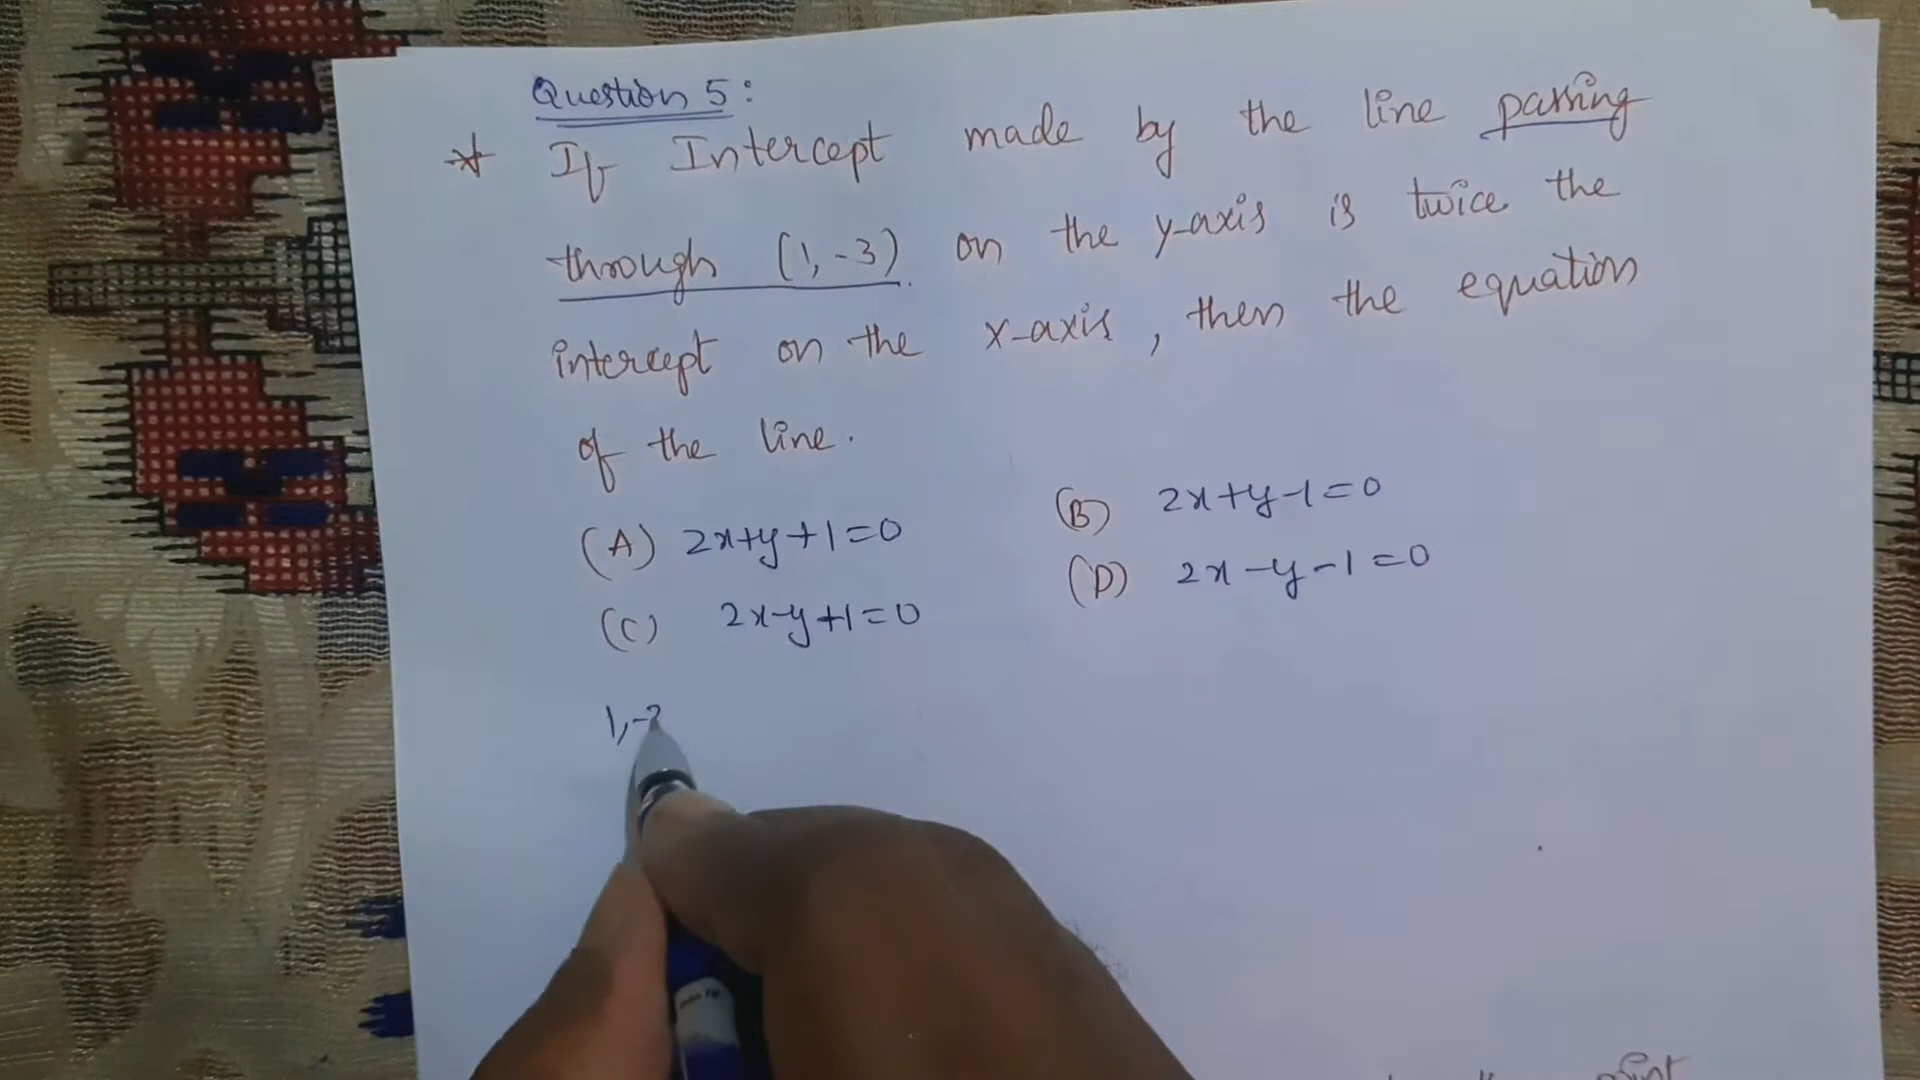 Question 5:
* If Intercept made by the line passing
through (1, -3) on the y-axis is twice the
intercept on the x-axis, then the equation
of the line.
(A) 2x+y+1=0
(B) 2x+y-1=0
(C) 2x-y+1=0
(D) 2x-y-1=0
1,-3
point